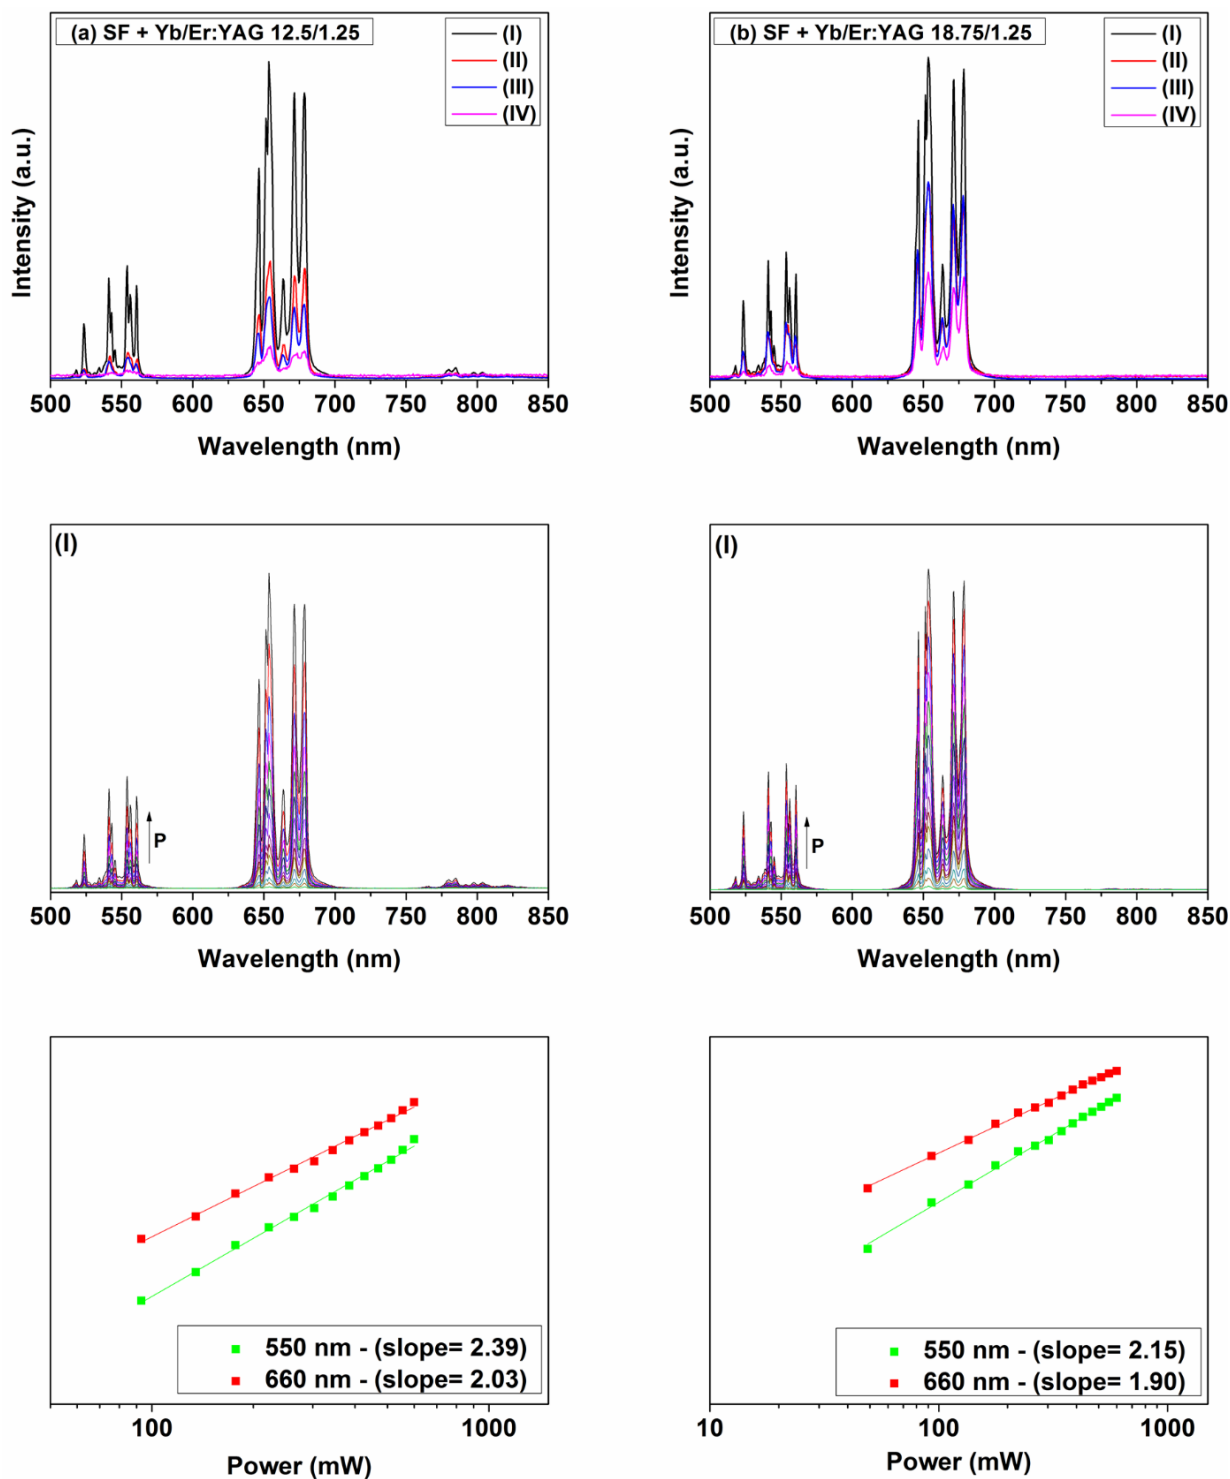 (a) SF + Yb/Er:YAG 12.5/1.25
(I)
(II)
(III)
(IV)
Intensity (a.u.)
500 550 600 650 700 750 800 850
Wavelength (nm)
(b) SF + Yb/Er:YAG 18.75/1.25
(I)
(II)
(III)
(IV)
Intensity (a.u.)
500 550 600 650 700 750 800 850
Wavelength (nm)
(I)
P
500 550 600 650 700 750 800 850
Wavelength (nm)
(I)
P
500 550 600 650 700 750 800 850
Wavelength (nm)
550 nm - (slope= 2.39)
660 nm - (slope= 2.03)
100 1000
Power (mW)
550 nm - (slope= 2.15)
660 nm - (slope= 1.90)
10 100 1000
Power (mW)